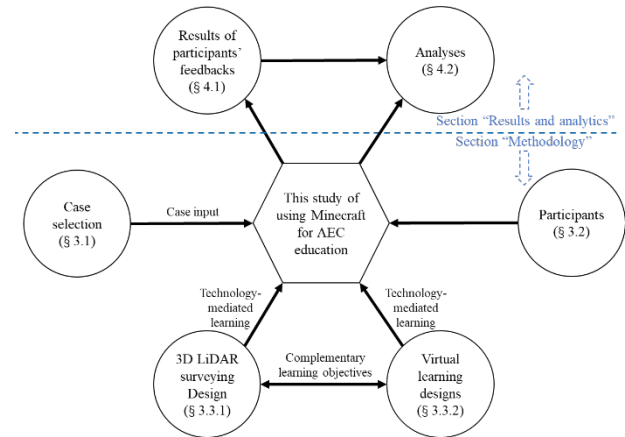 Results of
participants'
feedbacks
(§ 4.1)
Analyses
(§ 4.2)
Section "Results and analytics"
Section "Methodology"
Case
selection
(§ 3.1)
Case input
This study of
using Minecraft
for AEC
education
Participants
(§ 3.2)
Technology-
mediated
learning
Technology-
mediated
learning
3D LiDAR
surveying
Design
(§ 3.3.1)
Complementary
learning objectives
Virtual
learning
designs
(§ 3.3.2)